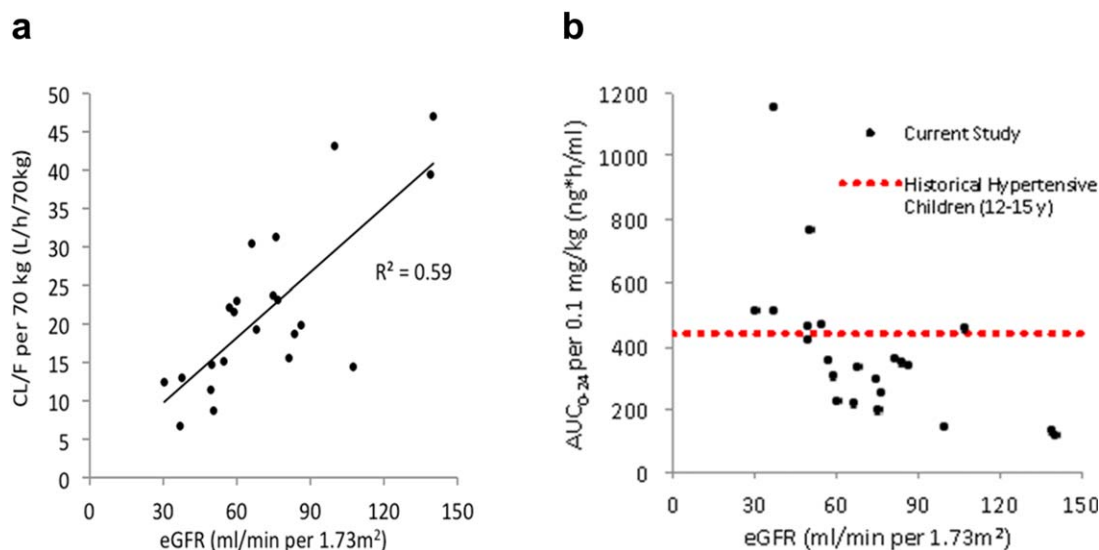 a
50
45
40
35
30
25
20
15
10
5
0
CL/F per 70 kg (L/h/70kg)
R² = 0.59
0 30 60 90 120 150
eGFR (ml/min per 1.73m²)
b
1200
1000
800
600
400
200
0
AUC₀₋₂₄ per 0.1 mg/kg (ng*h/ml)
Current Study
Historical Hypertensive
Children (12-15 y)
0 30 60 90 120 150
eGFR (ml/min per 1.73m²)